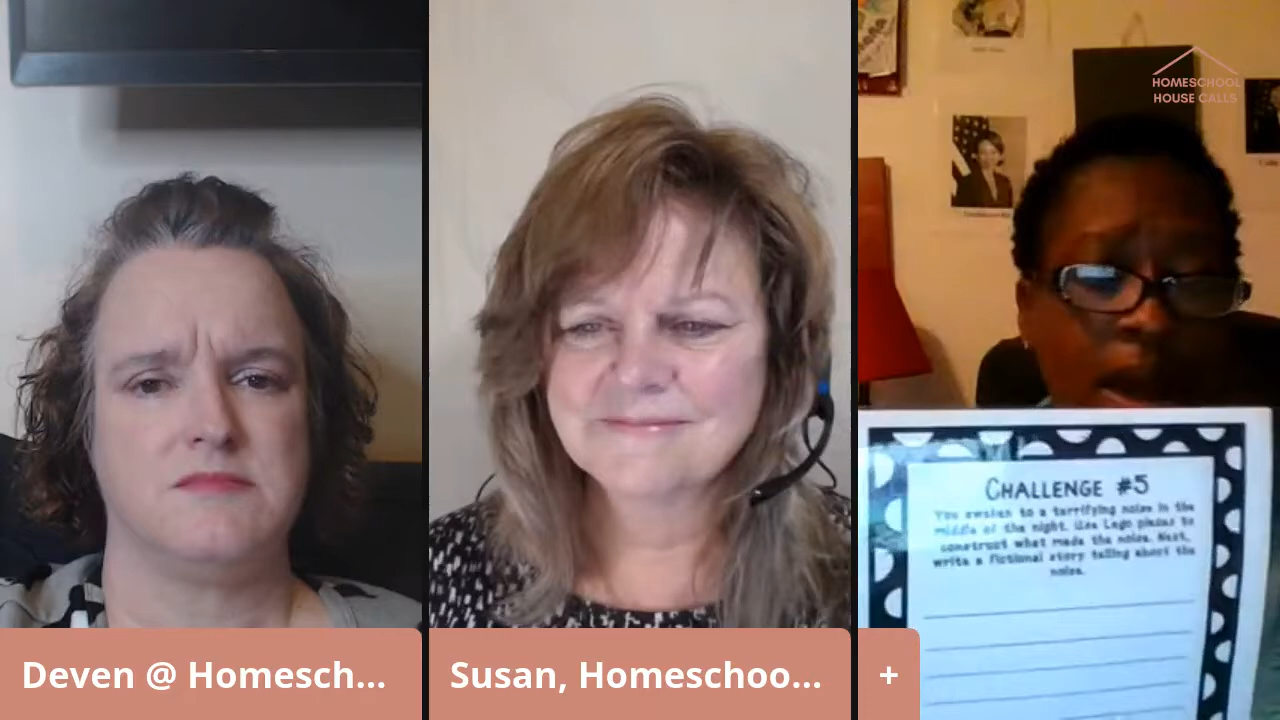 HOMESCHOOL
HOUSE CALLS
CHALLENGE #5
You awaken to a terrifying noise in the
middle of the night. Use Lego pieces to
construct what made the noise. Next,
write a fictional story telling about the
noise.
Deven @ Homesch...
Susan, Homeschoo...
+